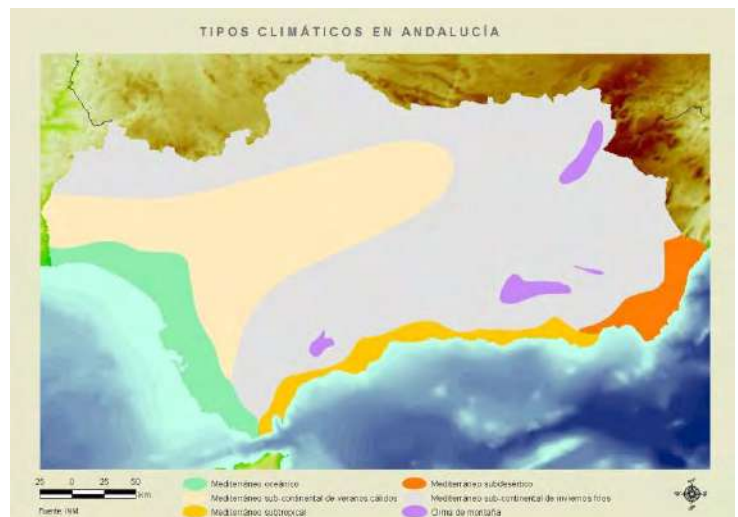 TIPOS CLIMÁTICOS EN ANDALUCÍA
25 0 25 50
Km.
Fuente: INM
Mediterráneo oceánico
Mediterráneo sub-continental de veranos cálidos
Mediterráneo subtropical
Mediterráneo subdesértico
Mediterráneo sub-continental de inviernos fríos
Clima de montaña